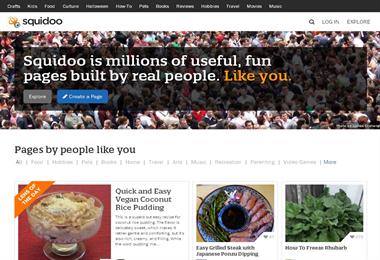 Crafts Kids Culture Halloween How-To Pets Books Reviews Hobbies Travel Movies Music
squidoo LOG IN EXPLORE
Squidoo is millions of useful, fun
pages built by real people. Like you.
Explore Create a Page
Pages by people like you
All | Food | Hobbies | Pets | Books | Home | Travel | Arts | Music | Recreation | Parenting | Video Games | More
LENS OF
THE DAY
Quick and Easy
Vegan Coconut
Rice Pudding
This is a quick and easy recipe for
coconut rice pudding. The flavor is
delicately sweet, which makes it
rather gentle and comforting, but it's
also rich, creamy, and filling. While
Easy Grilled Steak with
Japanese Ponzu Dipping
How To Freeze Rhubarb